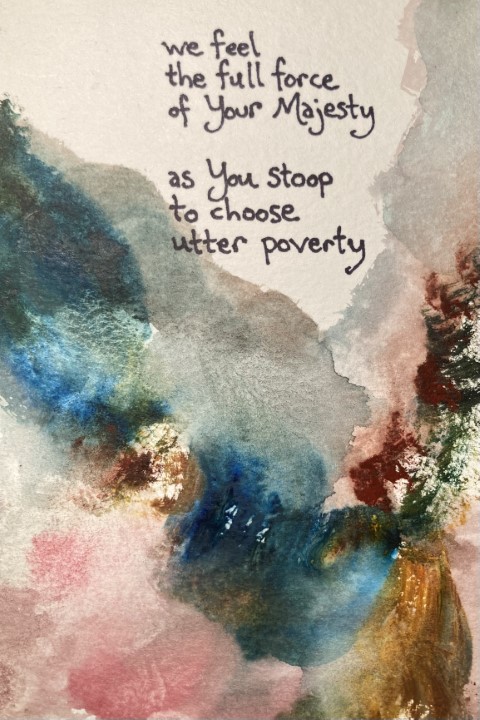 we feel
the full force
of Your Majesty
as You stoop
to choose
utter poverty